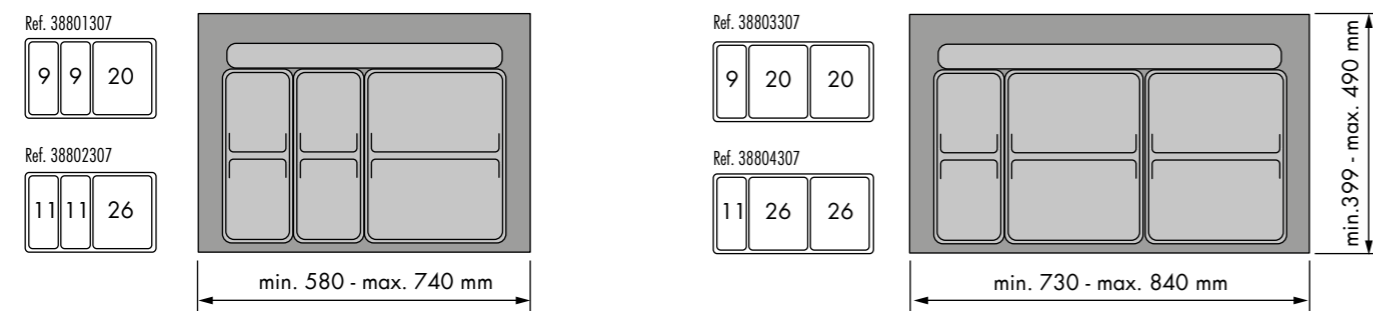 Ref. 38801307
9 9 20
Ref. 38802307
11 11 26
min. 580 - max. 740 mm
Ref. 38803307
9 20 20
Ref. 38804307
11 26 26
min. 730 - max. 840 mm
min.399 - max. 490 mm